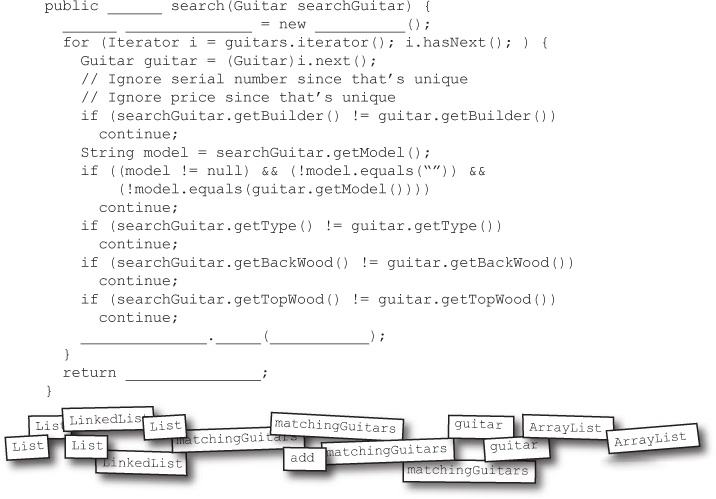 public ______ search(Guitar searchGuitar) {
______ ______________ = new __________();
for (Iterator i = guitars.iterator(); i.hasNext(); ) {
Guitar guitar = (Guitar)i.next();
// Ignore serial number since that’s unique
// Ignore price since that’s unique
if (searchGuitar.getBuilder() != guitar.getBuilder())
continue;
String model = searchGuitar.getModel();
if ((model != null) && (!model.equals(“”)) &&
(!model.equals(guitar.getModel())))
continue;
if (searchGuitar.getType() != guitar.getType())
continue;
if (searchGuitar.getBackWood() != guitar.getBackWood())
continue;
if (searchGuitar.getTopWood() != guitar.getTopWood())
continue;
______________._____(___________);
}
return _______________;
}
List LinkedList List matchingGuitars guitar ArrayList
List List matchingGuitars add matchingGuitars guitar ArrayList
LinkedList matchingGuitars